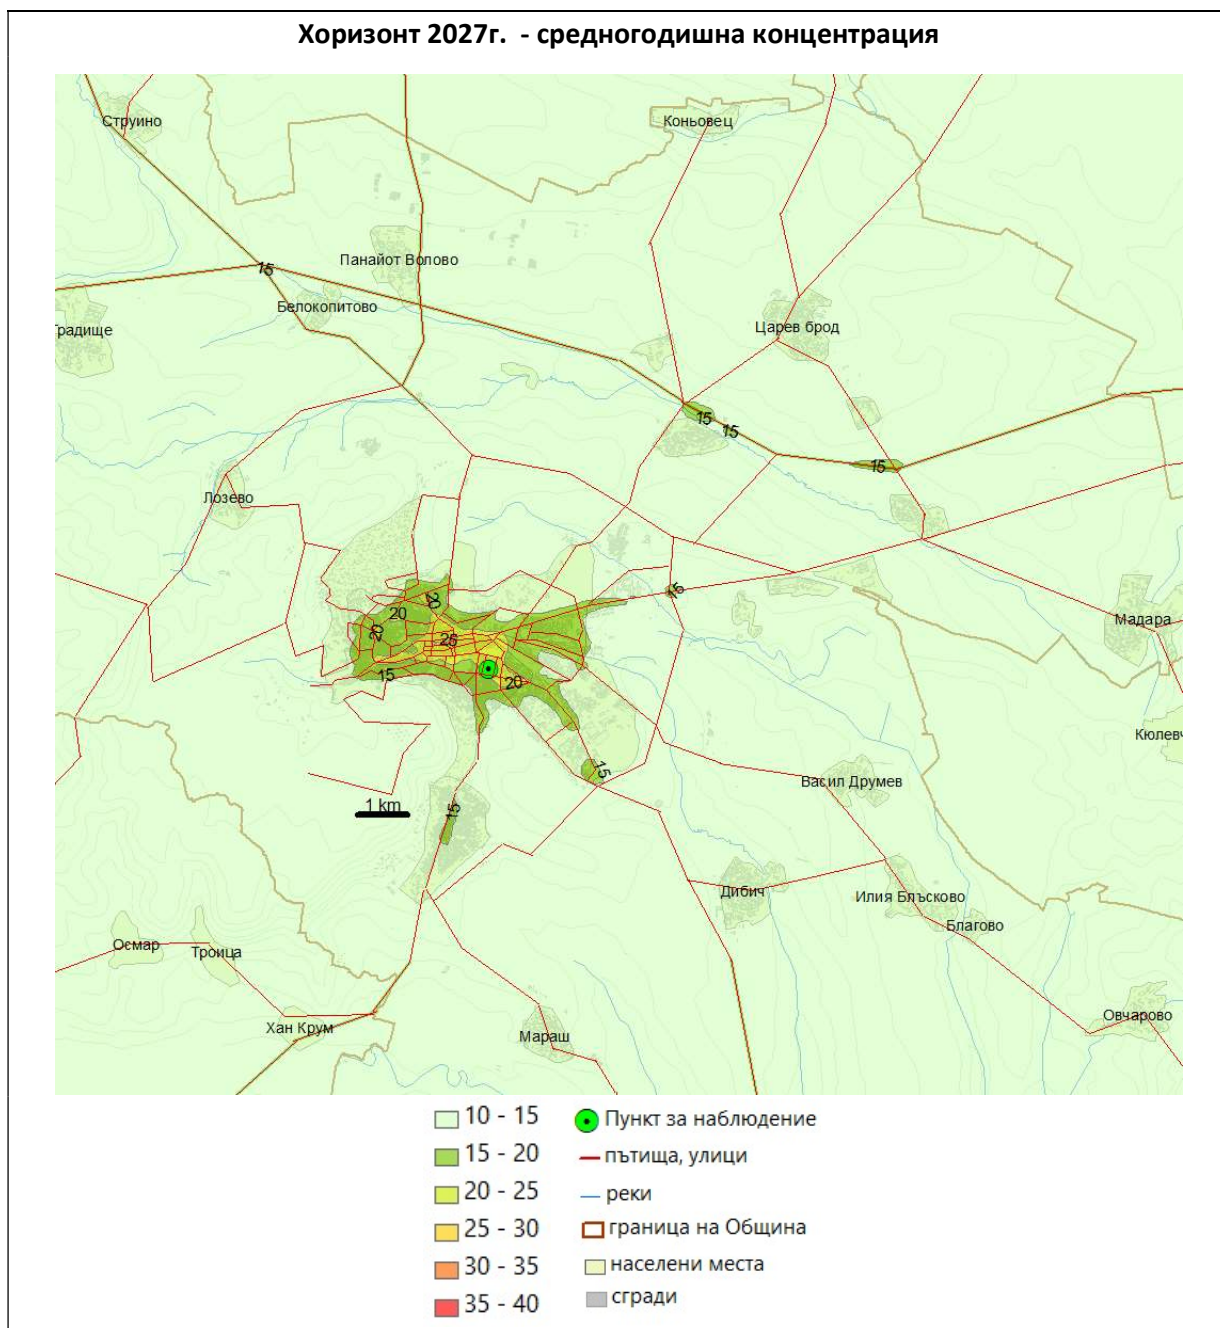 Хоризонт 2027г. - средногодишна концентрация
Струино
Коньовец
Панайот Волово
15
Белокопитово
Царев брод
Градище
15
15
15
Лозево
15
20
20
Мадара
20
25
15
20
Кюлевч
15
Васил Друмев
1 km
15
Дибич
Илия Блъсково
Благово
Осмар
Троица
Овчарово
Хан Крум
Мараш
10 - 15
Пункт за наблюдение
15 - 20
пътища, улици
20 - 25
реки
25 - 30
граница на Община
30 - 35
населени места
35 - 40
сгради